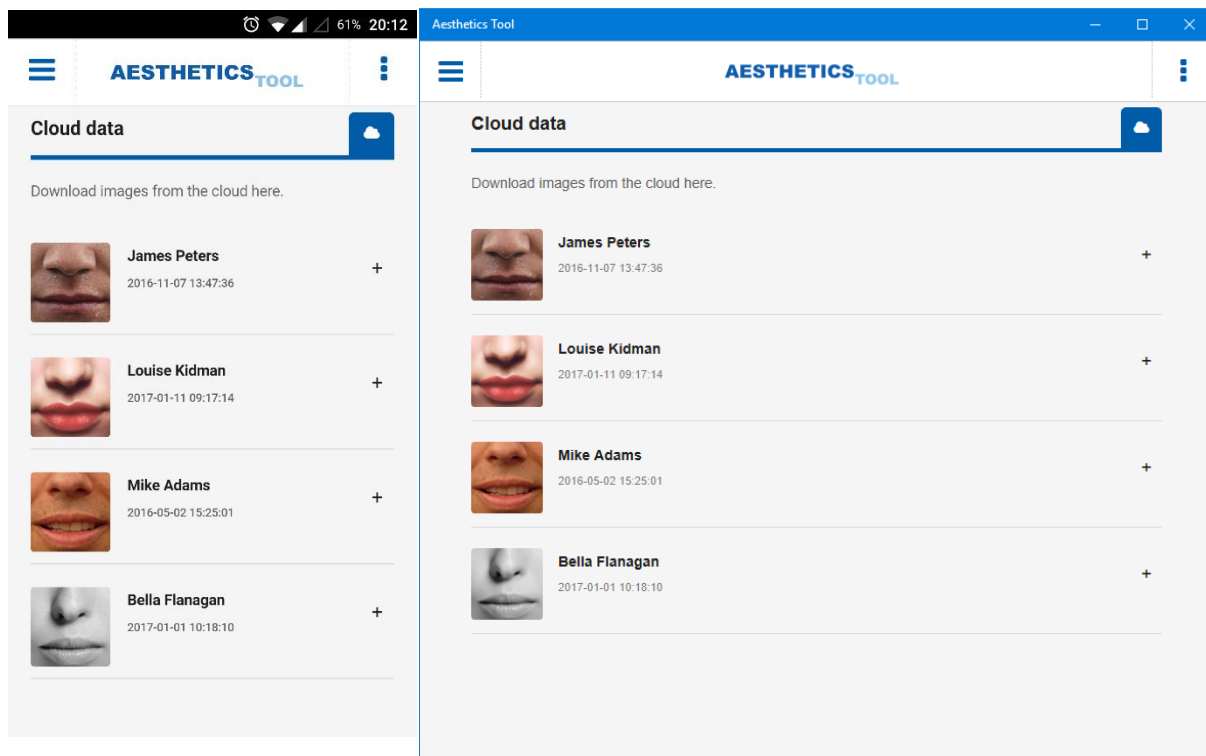 61% 20:12
AESTHETICSTOOL
Cloud data
Download images from the cloud here.
James Peters
2016-11-07 13:47:36
+
Louise Kidman
2017-01-11 09:17:14
+
Mike Adams
2016-05-02 15:25:01
+
Bella Flanagan
2017-01-01 10:18:10
+
Aesthetics Tool
AESTHETICSTOOL
Cloud data
Download images from the cloud here.
James Peters
2016-11-07 13:47:36
+
Louise Kidman
2017-01-11 09:17:14
+
Mike Adams
2016-05-02 15:25:01
+
Bella Flanagan
2017-01-01 10:18:10
+